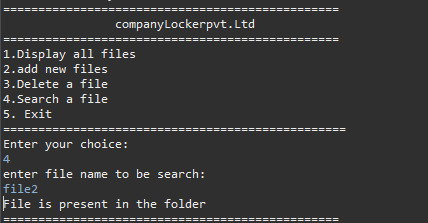 ================================================
companyLockerpvt.Ltd
================================================
1.Display all files
2.add new files
3.Delete a file
4.Search a file
5. Exit
=================================================
Enter your choice:
4
enter file name to be search:
file2
File is present in the folder
================================================